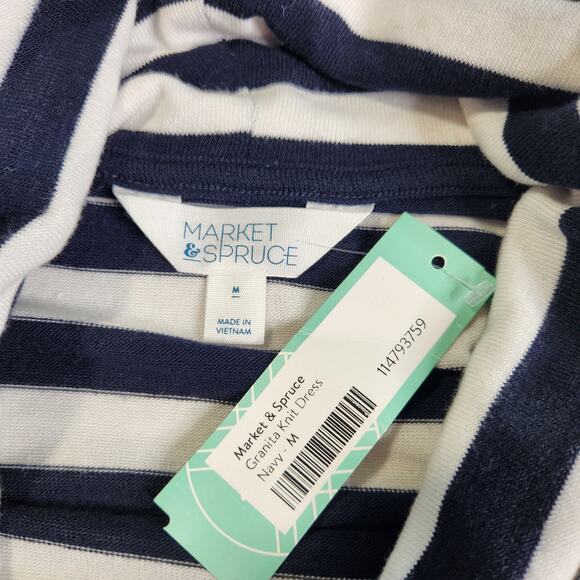 MARKET
& SPRUCE
M
MADE IN
VIETNAM
Market & Spruce
Granita Knit Dress
Navy - M
114793759